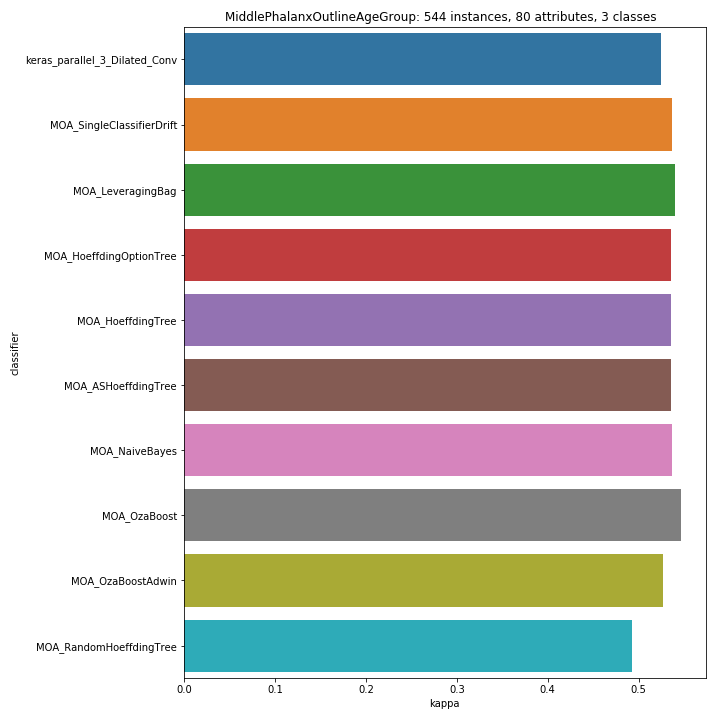 MiddlePhalanxOutlineAgeGroup: 544 instances, 80 attributes, 3 classes
classifier
keras_parallel_3_Dilated_Conv
MOA_SingleClassifierDrift
MOA_LeveragingBag
MOA_HoeffdingOptionTree
MOA_HoeffdingTree
MOA_ASHoeffdingTree
MOA_NaiveBayes
MOA_OzaBoost
MOA_OzaBoostAdwin
MOA_RandomHoeffdingTree
0.0 0.1 0.2 0.3 0.4 0.5
kappa